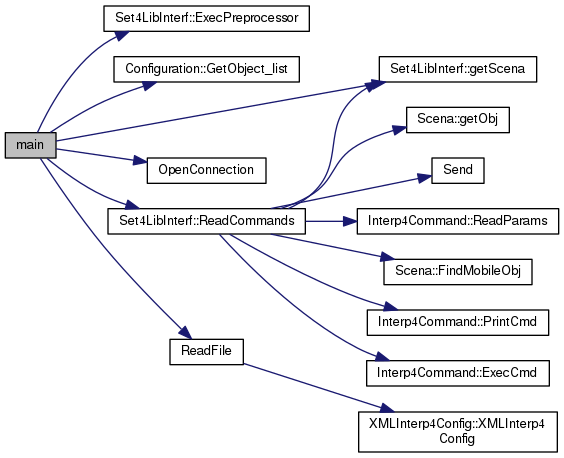 Set4LibInterf::ExecPreprocessor
Configuration::GetObject_list
Set4LibInterf::getScena
Scena::getObj
main
OpenConnection
Send
Set4LibInterf::ReadCommands
Interp4Command::ReadParams
Scena::FindMobileObj
Interp4Command::PrintCmd
ReadFile
Interp4Command::ExecCmd
XMLInterp4Config::XMLInterp4
Config